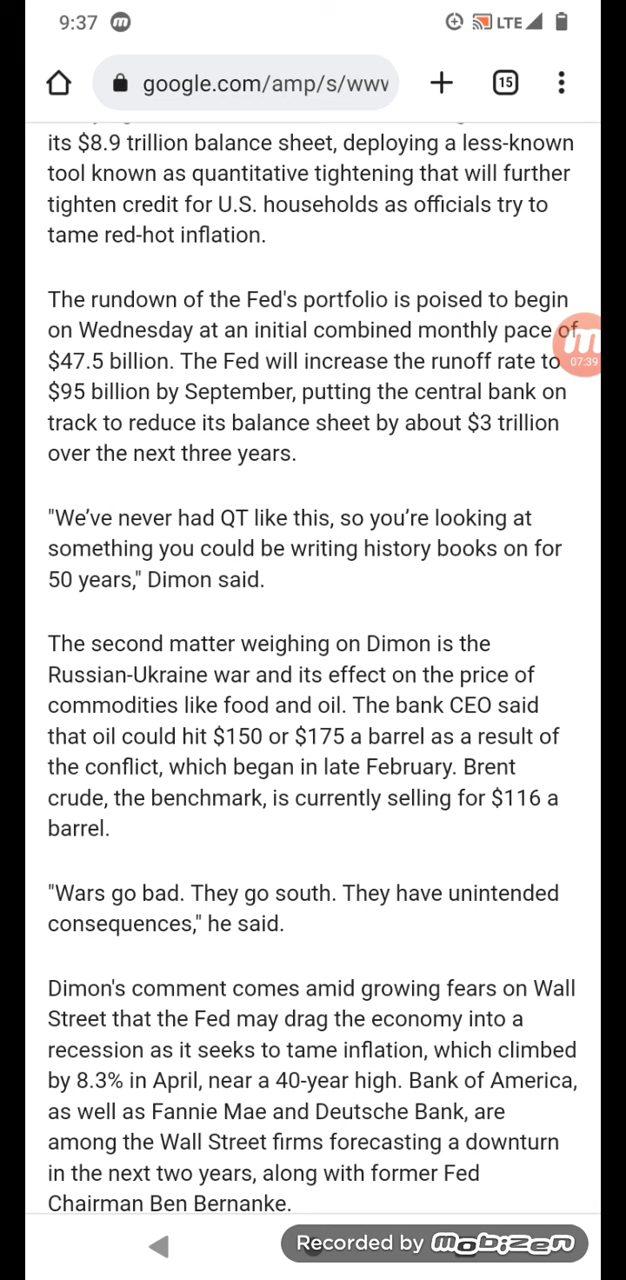 9:37 m LTE
google.com/amp/s/www 15
its $8.9 trillion balance sheet, deploying a less-known
tool known as quantitative tightening that will further
tighten credit for U.S. households as officials try to
tame red-hot inflation.
The rundown of the Fed's portfolio is poised to begin
on Wednesday at an initial combined monthly pace of
m
$47.5 billion. The Fed will increase the runoff rate to
07:39
$95 billion by September, putting the central bank on
track to reduce its balance sheet by about $3 trillion
over the next three years.
"We’ve never had QT like this, so you’re looking at
something you could be writing history books on for
50 years," Dimon said.
The second matter weighing on Dimon is the
Russian-Ukraine war and its effect on the price of
commodities like food and oil. The bank CEO said
that oil could hit $150 or $175 a barrel as a result of
the conflict, which began in late February. Brent
crude, the benchmark, is currently selling for $116 a
barrel.
"Wars go bad. They go south. They have unintended
consequences," he said.
Dimon's comment comes amid growing fears on Wall
Street that the Fed may drag the economy into a
recession as it seeks to tame inflation, which climbed
by 8.3% in April, near a 40-year high. Bank of America,
as well as Fannie Mae and Deutsche Bank, are
among the Wall Street firms forecasting a downturn
in the next two years, along with former Fed
Chairman Ben Bernanke.
Recorded by mobizen